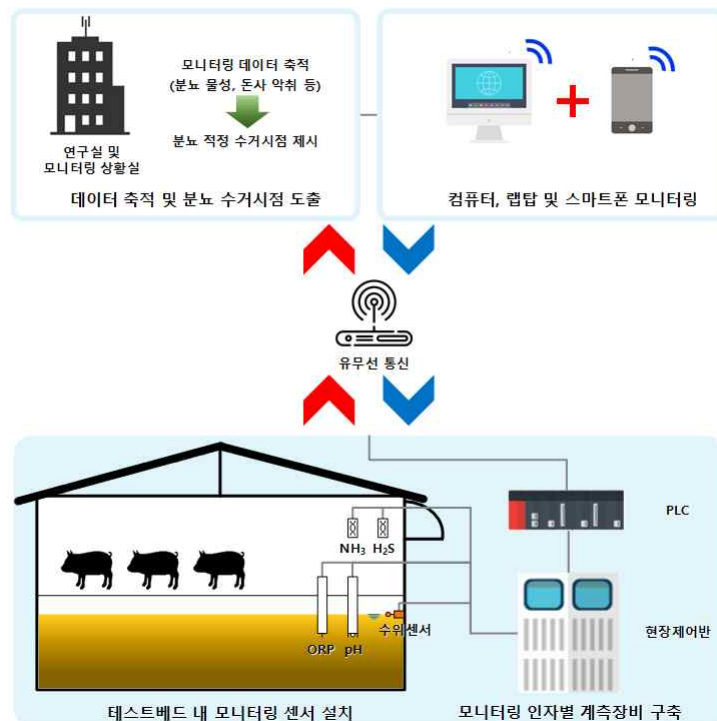 모니터링 데이터 축적
(분뇨 물성, 돈사 악취 등)
분뇨 적정 수거시점 제시
연구실 및
모니터링 상황실
데이터 축적 및 분뇨 수거시점 도출
컴퓨터, 랩탑 및 스마트폰 모니터링
유무선 통신
PLC
NH₃ H₂S
수위센서
ORP pH
현장제어반
테스트베드 내 모니터링 센서 설치
모니터링 인자별 계측장비 구축